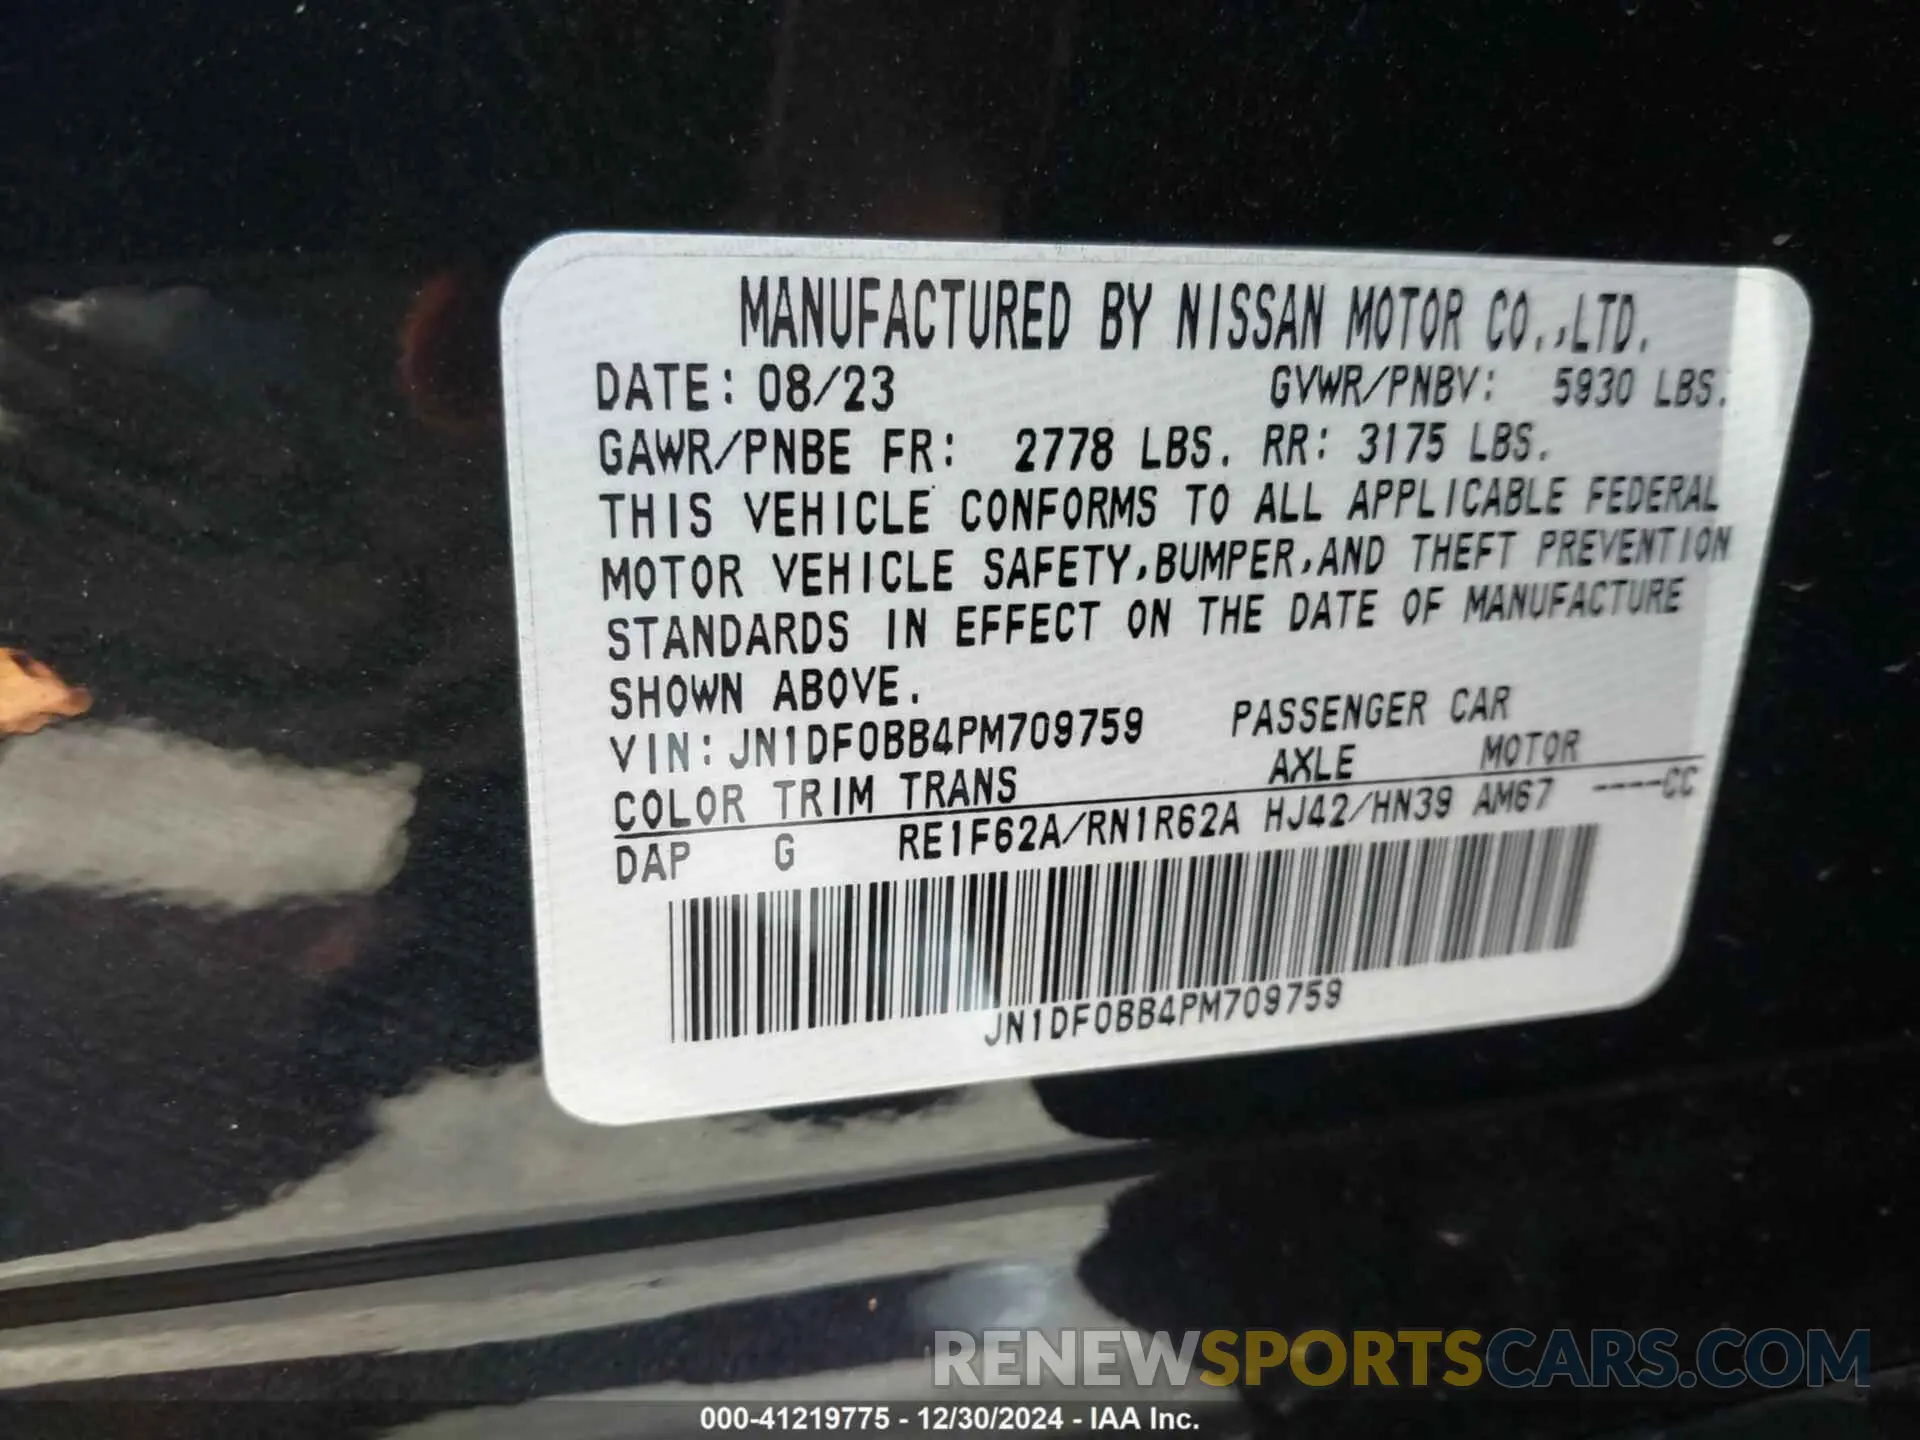 MANUFACTURED BY NISSAN MOTOR CO.,LTD.
DATE: 08/23 GVWR/PNBV: 5930 LBS.
GAWR/PNBE FR: 2778 LBS. RR: 3175 LBS.
THIS VEHICLE CONFORMS TO ALL APPLICABLE FEDERAL
MOTOR VEHICLE SAFETY,BUMPER,AND THEFT PREVENTION
STANDARDS IN EFFECT ON THE DATE OF MANUFACTURE
SHOWN ABOVE.
VIN: JN1DF0BB4PM709759 PASSENGER CAR
COLOR TRIM TRANS AXLE MOTOR
DAP G RE1F62A/RN1R62A HJ42/HN39 AM67 ----CC
JN1DF0BB4PM709759
RENEWSPORTSCARS.COM
000-41219775 - 12/30/2024 - IAA Inc.